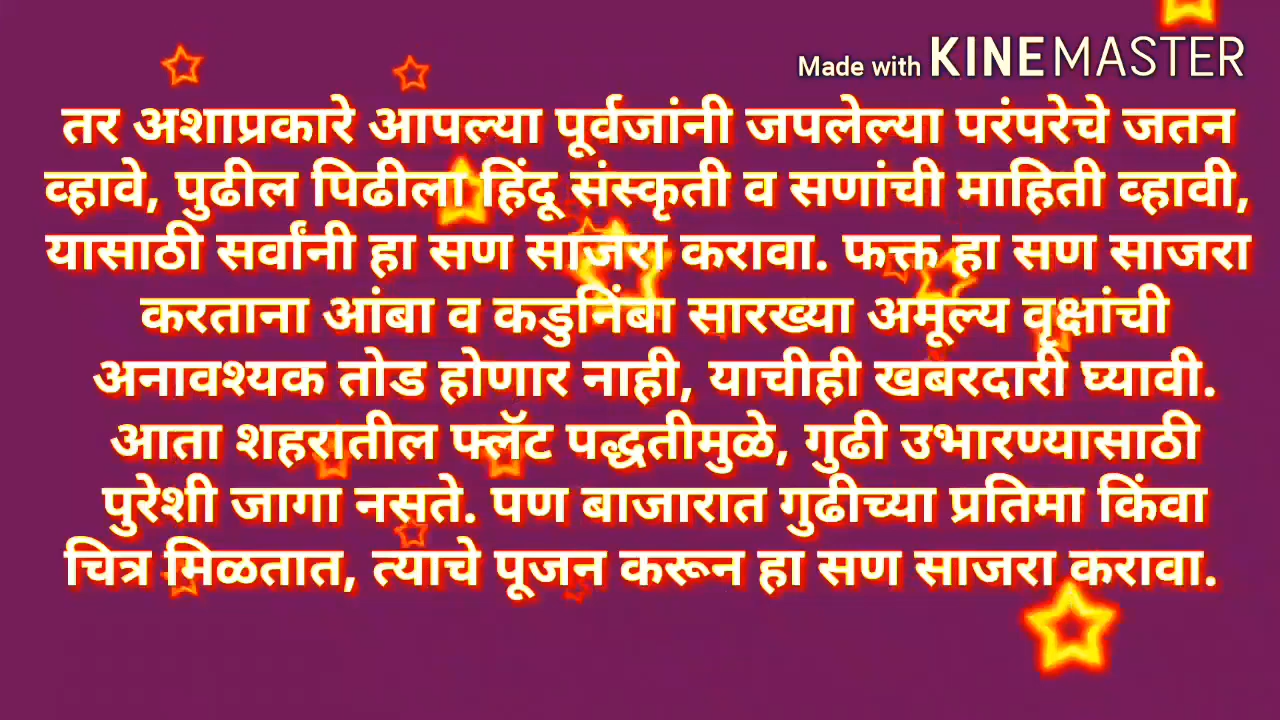 Made with KINEMASTER
तर अशाप्रकारे आपल्या पूर्वजांनी जपलेल्या परंपरेचे जतन
व्हावे, पुढील पिढीला हिंदू संस्कृती व सणांची माहिती व्हावी,
यासाठी सर्वांनी हा सण साजरा करावा. फक्त हा सण साजरा
करताना आंबा व कडुनिंबा सारख्या अमूल्य वृक्षांची
अनावश्यक तोड होणार नाही, याचीही खबरदारी घ्यावी.
आता शहरातील फ्लॅट पद्धतीमुळे, गुढी उभारण्यासाठी
पुरेशी जागा नसते. पण बाजारात गुढीच्या प्रतिमा किंवा
चित्र मिळतात, त्याचे पूजन करून हा सण साजरा करावा.